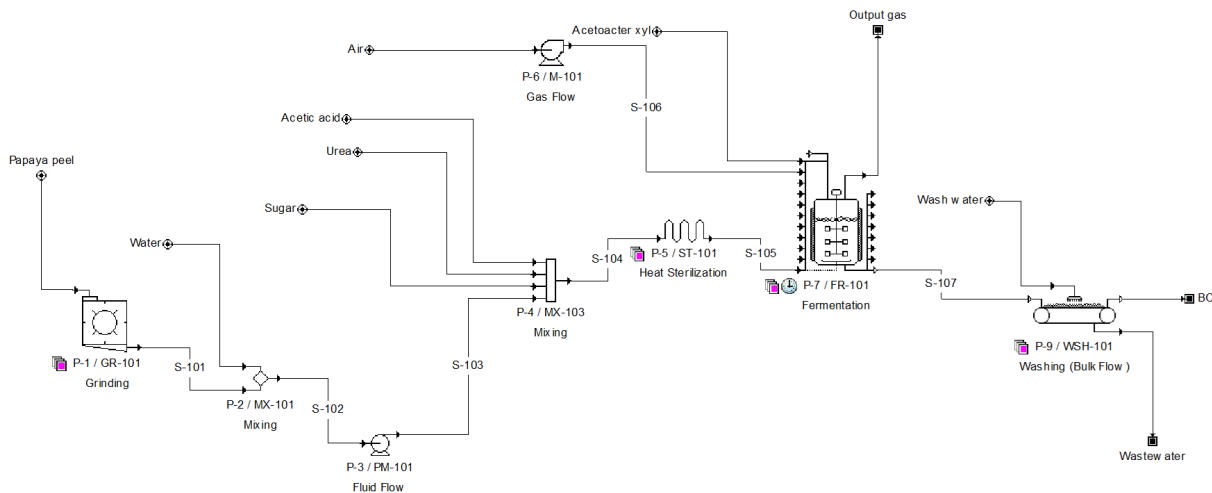 Output gas
Acetoacter xyl
Air
P-6 / M-101
Gas Flow
S-106
Acetic acid
Urea
Papaya peel
Sugar
Wash water
Water
S-104
P-5 / ST-101
Heat Sterilization
S-105
P-7 / FR-101
Fermentation
S-107
BC
P-4 / MX-103
Mixing
P-9 / WSH-101
Washing (Bulk Flow )
P-1 / GR-101
Grinding
S-101
S-103
P-2 / MX-101
Mixing
S-102
P-3 / PM-101
Fluid Flow
Wastewater